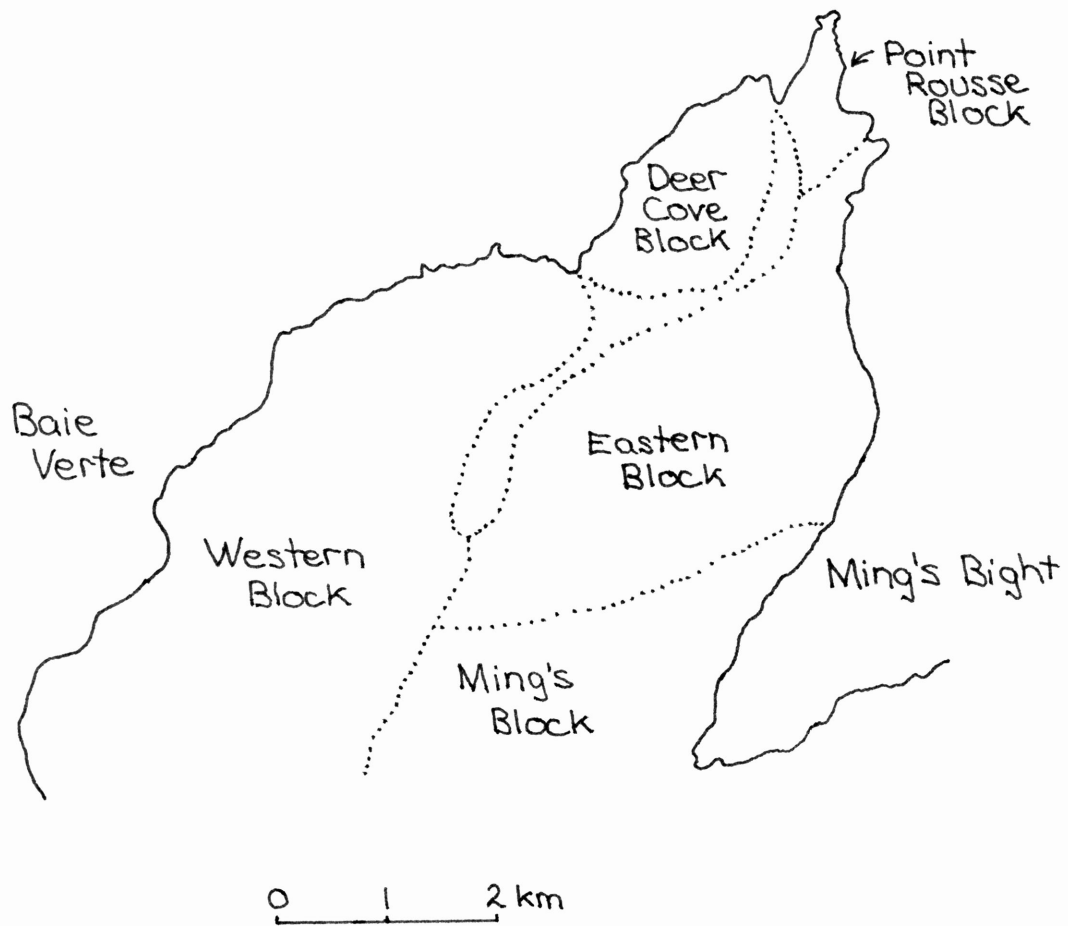 Point
Rousse
Block
Deer
Cove
Block
Baie
Verte
Eastern
Block
Western
Block
Ming's Bight
Ming's
Block
0 1 2 km